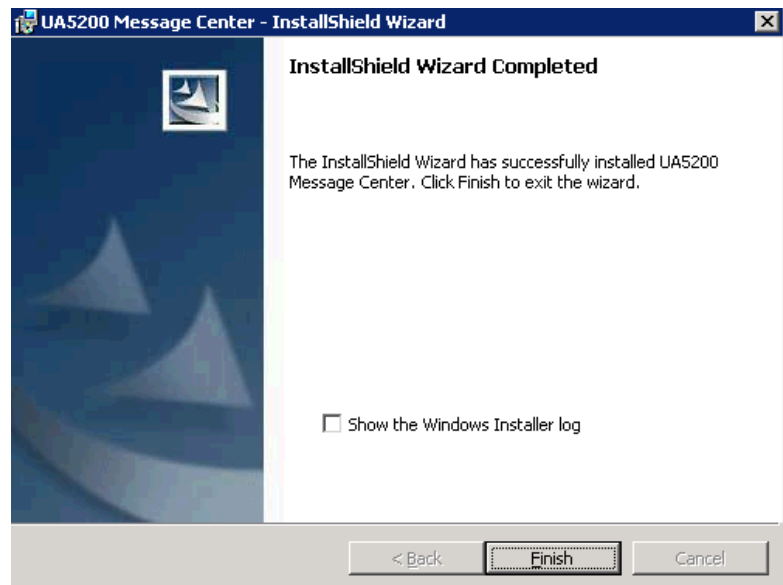 UA5200 Message Center - InstallShield Wizard
InstallShield Wizard Completed
The InstallShield Wizard has successfully installed UA5200
Message Center. Click Finish to exit the wizard.
Show the Windows Installer log
< Back Finish Cancel